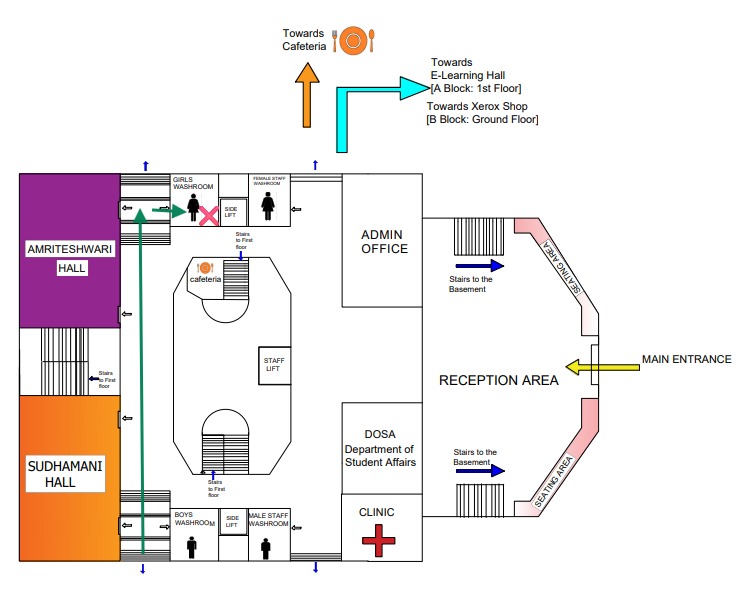 Towards
Cafeteria
Towards
E-Learning Hall
[A Block: 1st Floor]
Towards Xerox Shop
[B Block: Ground Floor]
GIRLS
WASHROOM
SIDE
LIFT
FEMALE STAFF
WASHROOM
ADMIN
OFFICE
AMRITESHWARI
HALL
Stairs
to First
floor
cafeteria
Stairs to the
Basement
SEATING AREA
MAIN ENTRANCE
RECEPTION AREA
STAFF
LIFT
Stairs
to First
floor
SUDHAMANI
HALL
DOSA
Department of
Student Affairs
Stairs to the
Basement
SEATING AREA
Stairs
to First
floor
BOYS
WASHROOM
SIDE
LIFT
MALE STAFF
WASHROOM
CLINIC